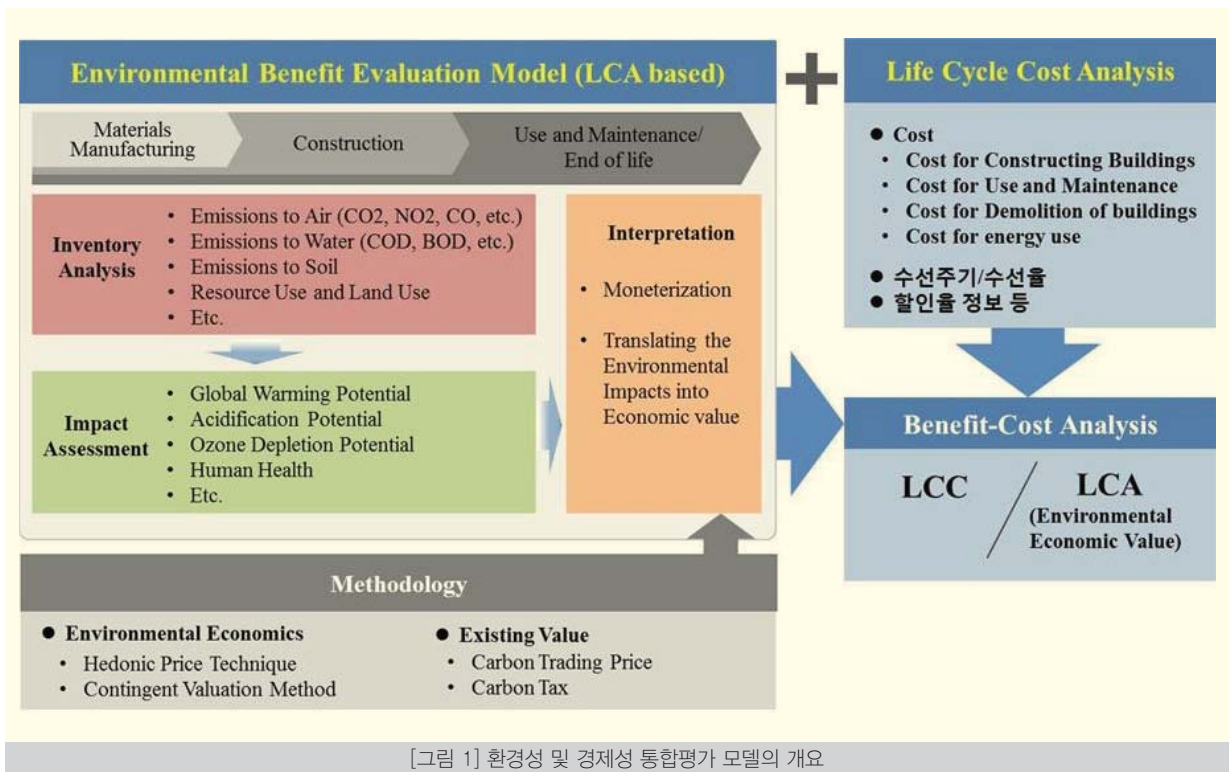 Environmental Benefit Evaluation Model (LCA based)
Materials
Manufacturing
Construction
Use and Maintenance/
End of life
Inventory
Analysis
• Emissions to Air (CO2, NO2, CO, etc.)
• Emissions to Water (COD, BOD, etc.)
• Emissions to Soil
• Resource Use and Land Use
• Etc.
Impact
Assessment
• Global Warming Potential
• Acidification Potential
• Ozone Depletion Potential
• Human Health
• Etc.
Interpretation
• Moneterization
• Translating the
Environmental
Impacts into
Economic value
Methodology
● Environmental Economics
• Hedonic Price Technique
• Contingent Valuation Method
● Existing Value
• Carbon Trading Price
• Carbon Tax
+
Life Cycle Cost Analysis
● Cost
• Cost for Constructing Buildings
• Cost for Use and Maintenance
• Cost for Demolition of buildings
• Cost for energy use
● 수선주기/수선율
● 할인율 정보 등
Benefit-Cost Analysis
LCC / LCA
(Environmental
Economic Value)
[그림 1] 환경성 및 경제성 통합평가 모델의 개요